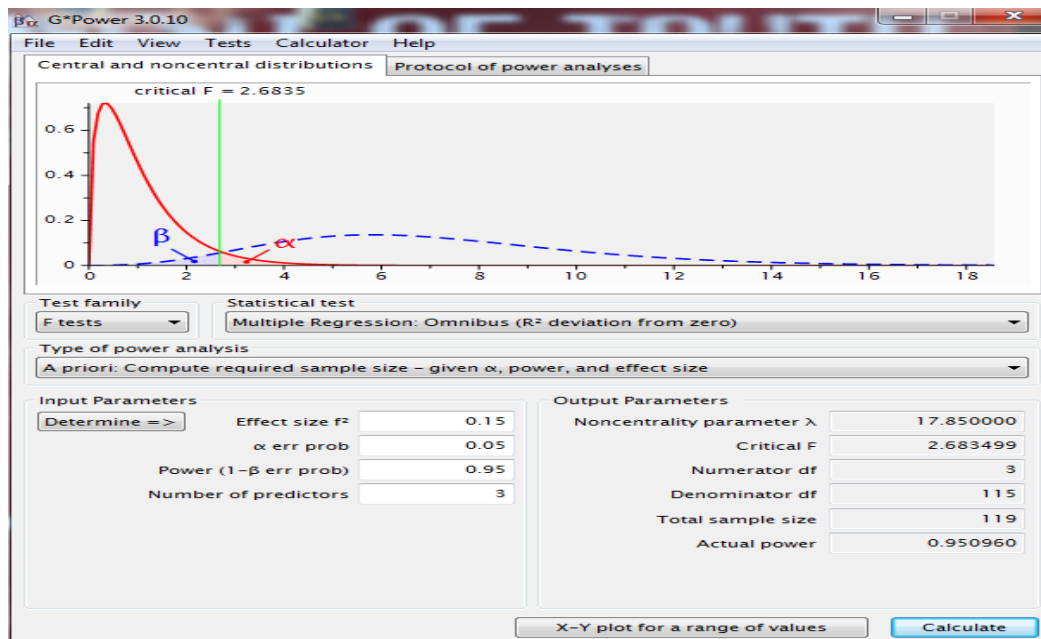 G*Power 3.0.10
File Edit View Tests Calculator Help
Central and noncentral distributions Protocol of power analyses
critical F = 2.6835
0.6
0.4
0.2
0
β α
0 2 4 6 8 10 12 14 16 18
Test family Statistical test
F tests Multiple Regression: Omnibus (R² deviation from zero)
Type of power analysis
A priori: Compute required sample size – given α, power, and effect size
Input Parameters Output Parameters
Determine => Effect size f² 0.15 Noncentrality parameter λ 17.850000
α err prob 0.05 Critical F 2.683499
Power (1-β err prob) 0.95 Numerator df 3
Number of predictors 3 Denominator df 115
Total sample size 119
Actual power 0.950960
X-Y plot for a range of values Calculate